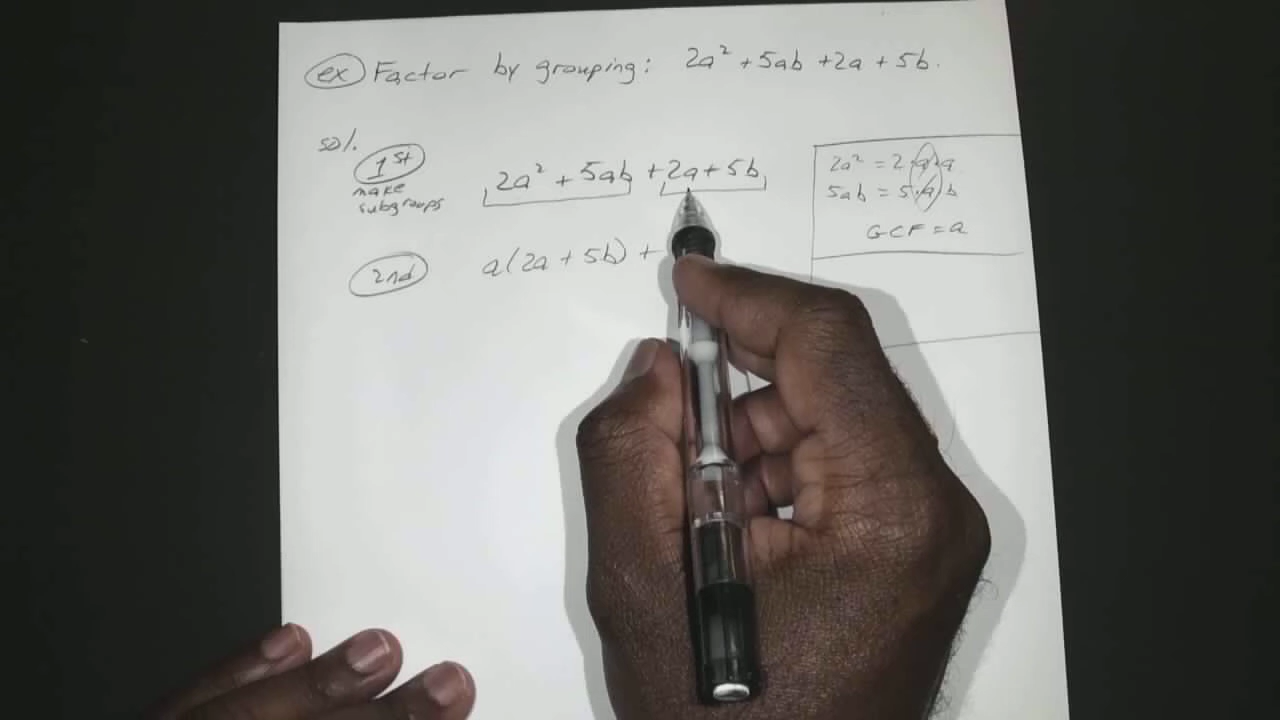 ex Factor by grouping: 2a² + 5ab + 2a + 5b.
sol.
1st
make
subgroups
2a² + 5ab + 2a + 5b
2nd
a(2a + 5b) +
2a² = 2·a·a
5ab = 5·a·b
GCF = a